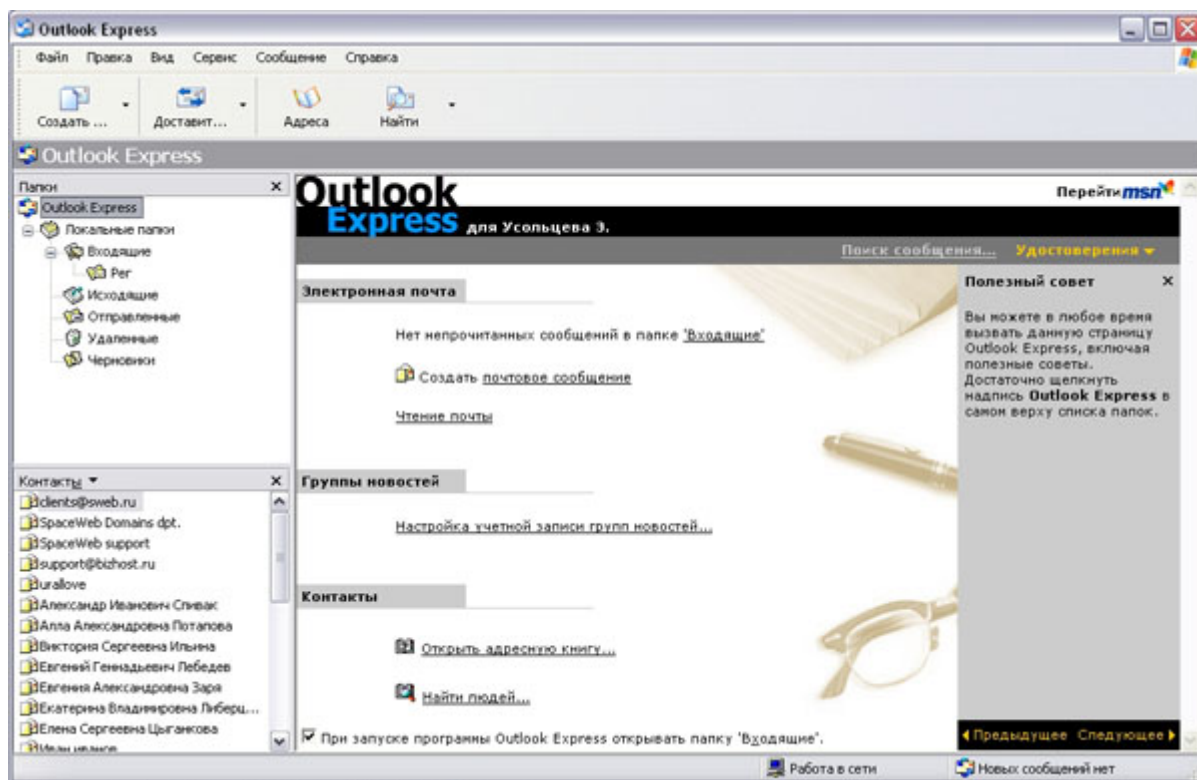 Outlook Express
Файл Правка Вид Сервис Сообщение Справка
Создать ... Доставит... Адреса Найти
Outlook Express
Папки
Outlook Express
Локальные папки
Входящие
Рег
Исходящие
Отправленные
Удаленные
Черновики
Контакты
clients@sweb.ru
SpaceWeb Domains dpt.
SpaceWeb support
support@bizhost.ru
urallove
Александр Иванович Спивак
Алла Александровна Потапова
Виктория Сергеевна Ильина
Евгений Геннадьевич Лебедев
Евгения Александровна Заря
Екатерина Владимировна Либерц...
Елена Сергеевна Цыганкова
Иван иванов
Outlook
Express для Усольцева З.
Перейти msn
Поиск сообщения... Удостоверения
Электронная почта
Нет непрочитанных сообщений в папке 'Входящие'
Создать почтовое сообщение
Чтение почты
Группы новостей
Настройка учетной записи групп новостей...
Контакты
Открыть адресную книгу...
Найти людей...
При запуске программы Outlook Express открывать папку 'Входящие'.
Полезный совет
Вы можете в любое время
вызвать данную страницу
Outlook Express, включая
полезные советы.
Достаточно щелкнуть
надпись Outlook Express в
самом верху списка папок.
Предыдущее Следующее
Работа в сети
Новых сообщений нет